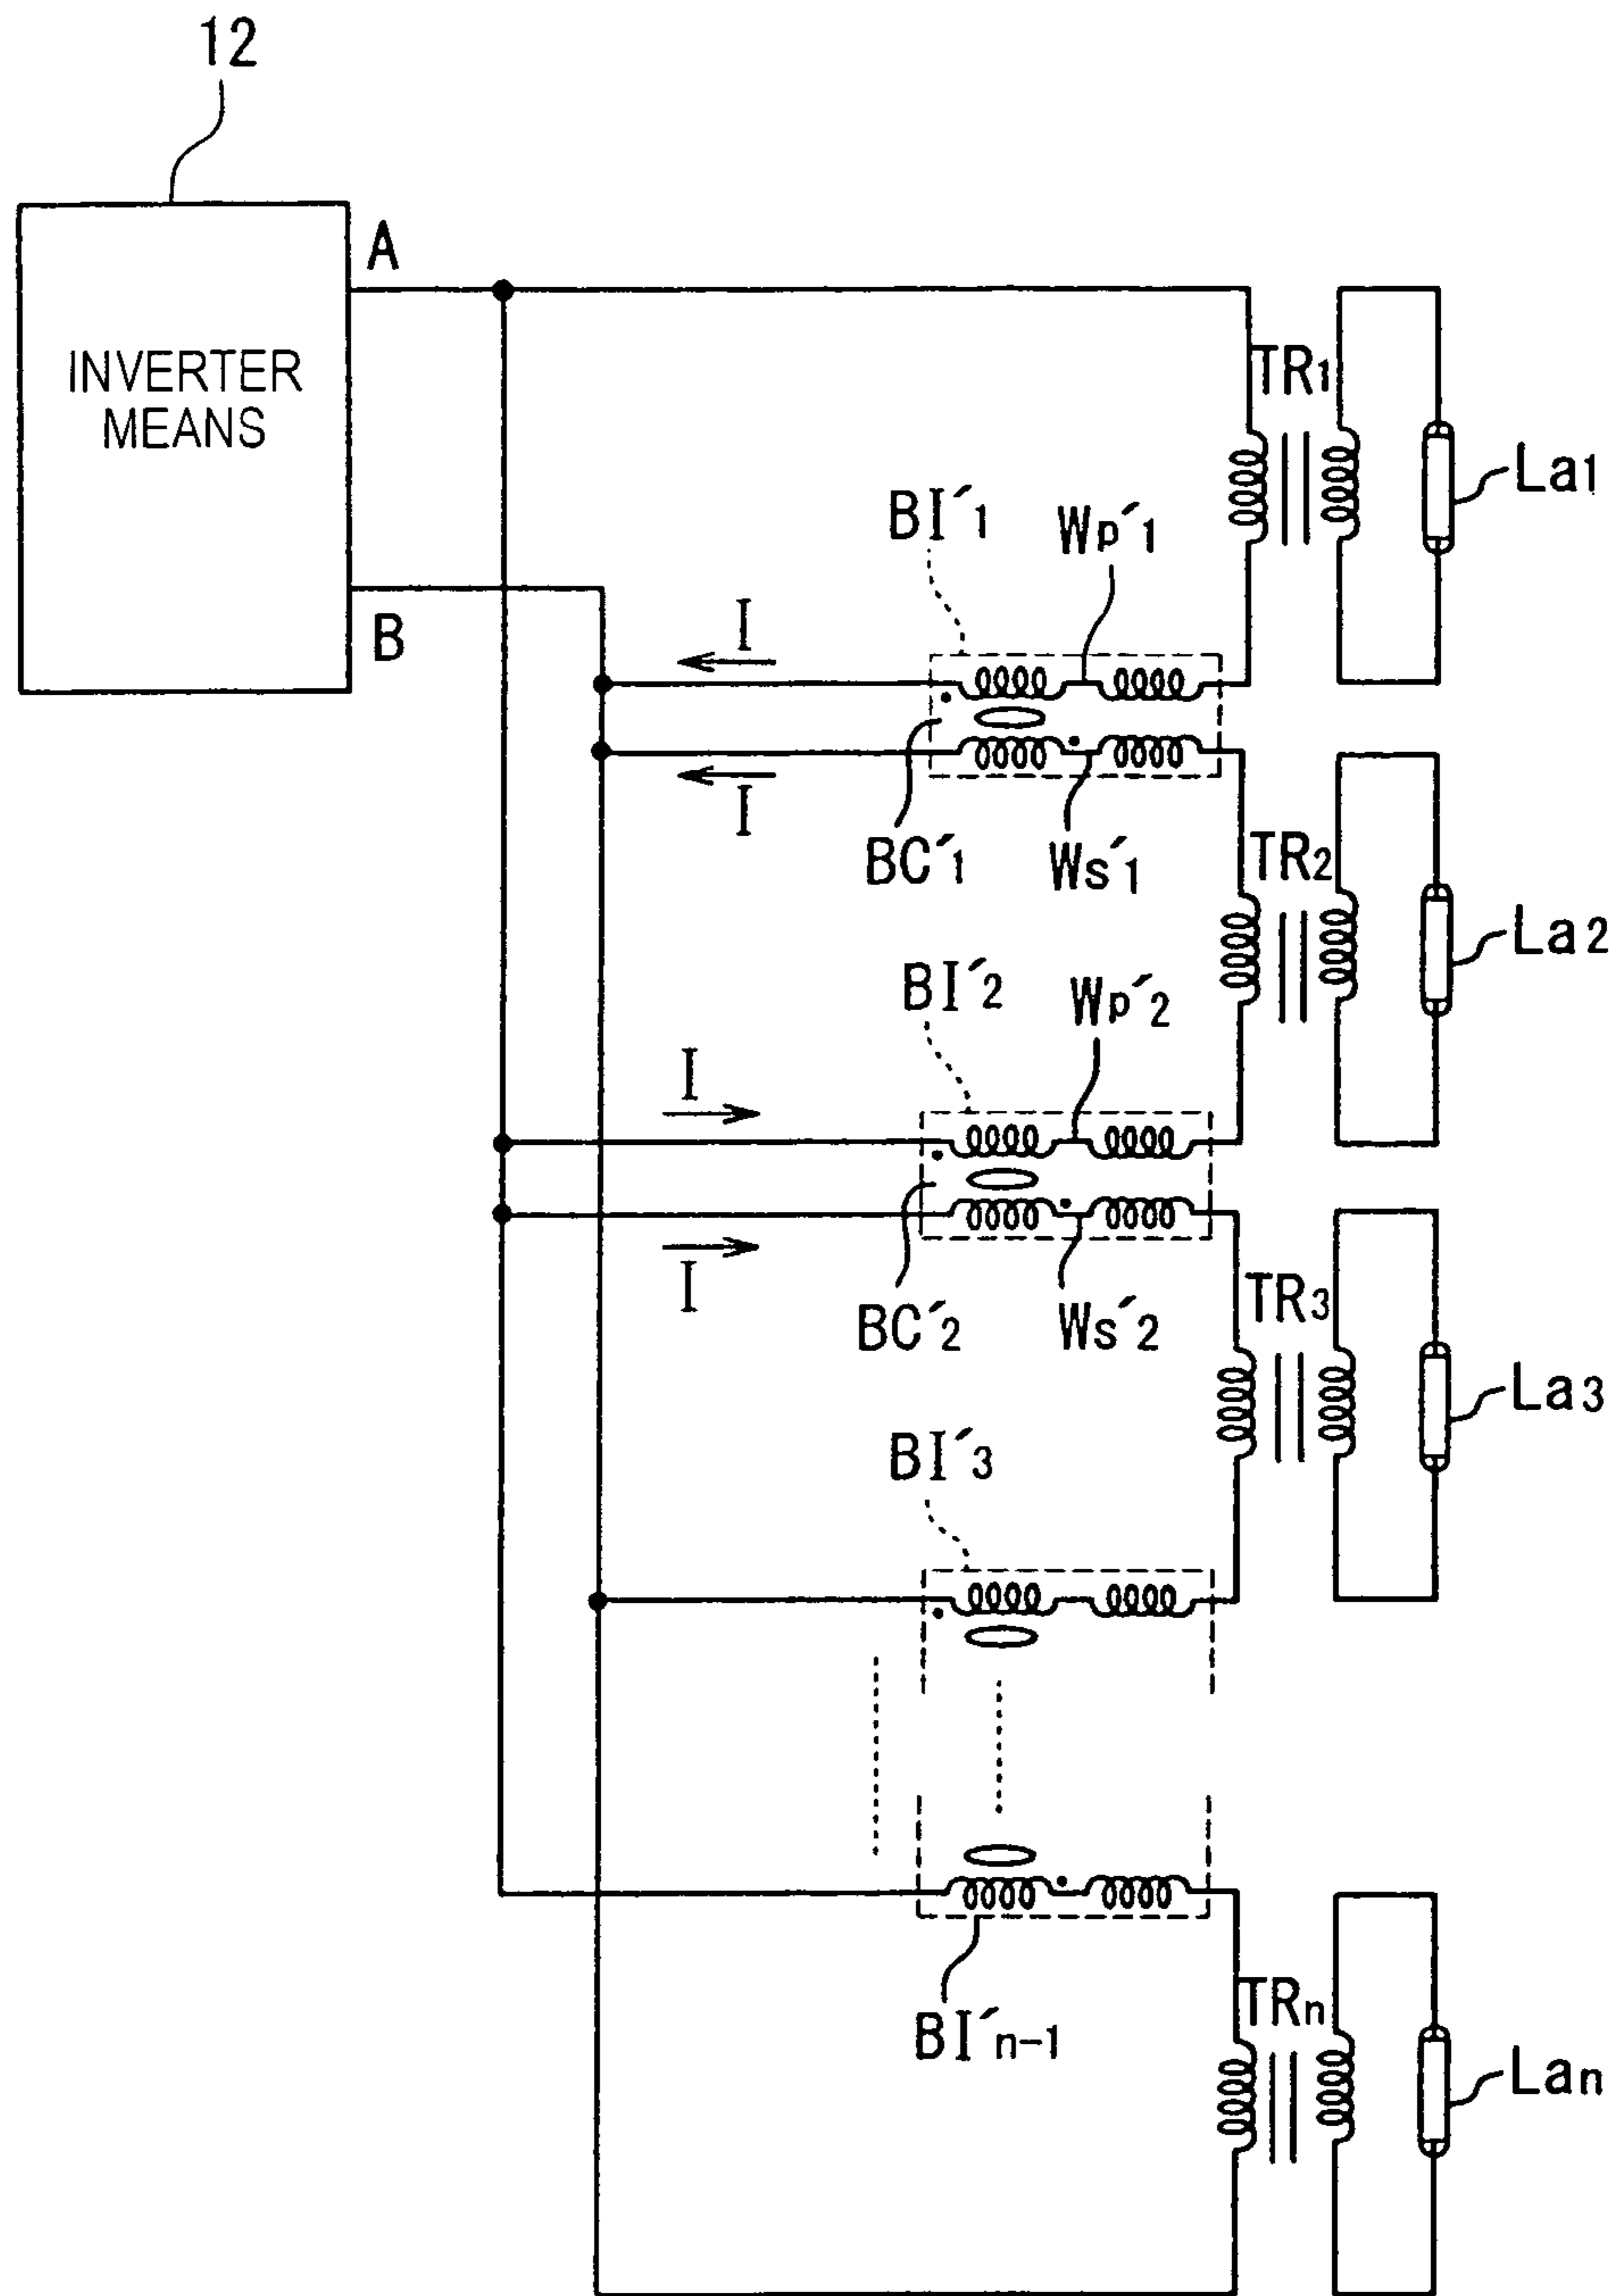 12
A
INVERTER
MEANS
B
TR1
La1
BI´1
Wp´1
I
I
BC´1
Ws´1
TR2
La2
BI´2
Wp´2
I
I
BC´2
Ws´2
TR3
La3
BI´3
BI´n-1
TRn
Lan